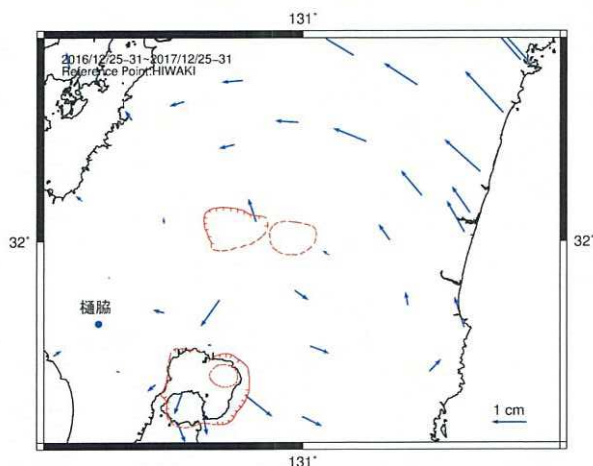 131°
2016/12/25-31~2017/12/25-31
Reference Point:HIWAKI
32°
32°
樋脇
1 cm
131°